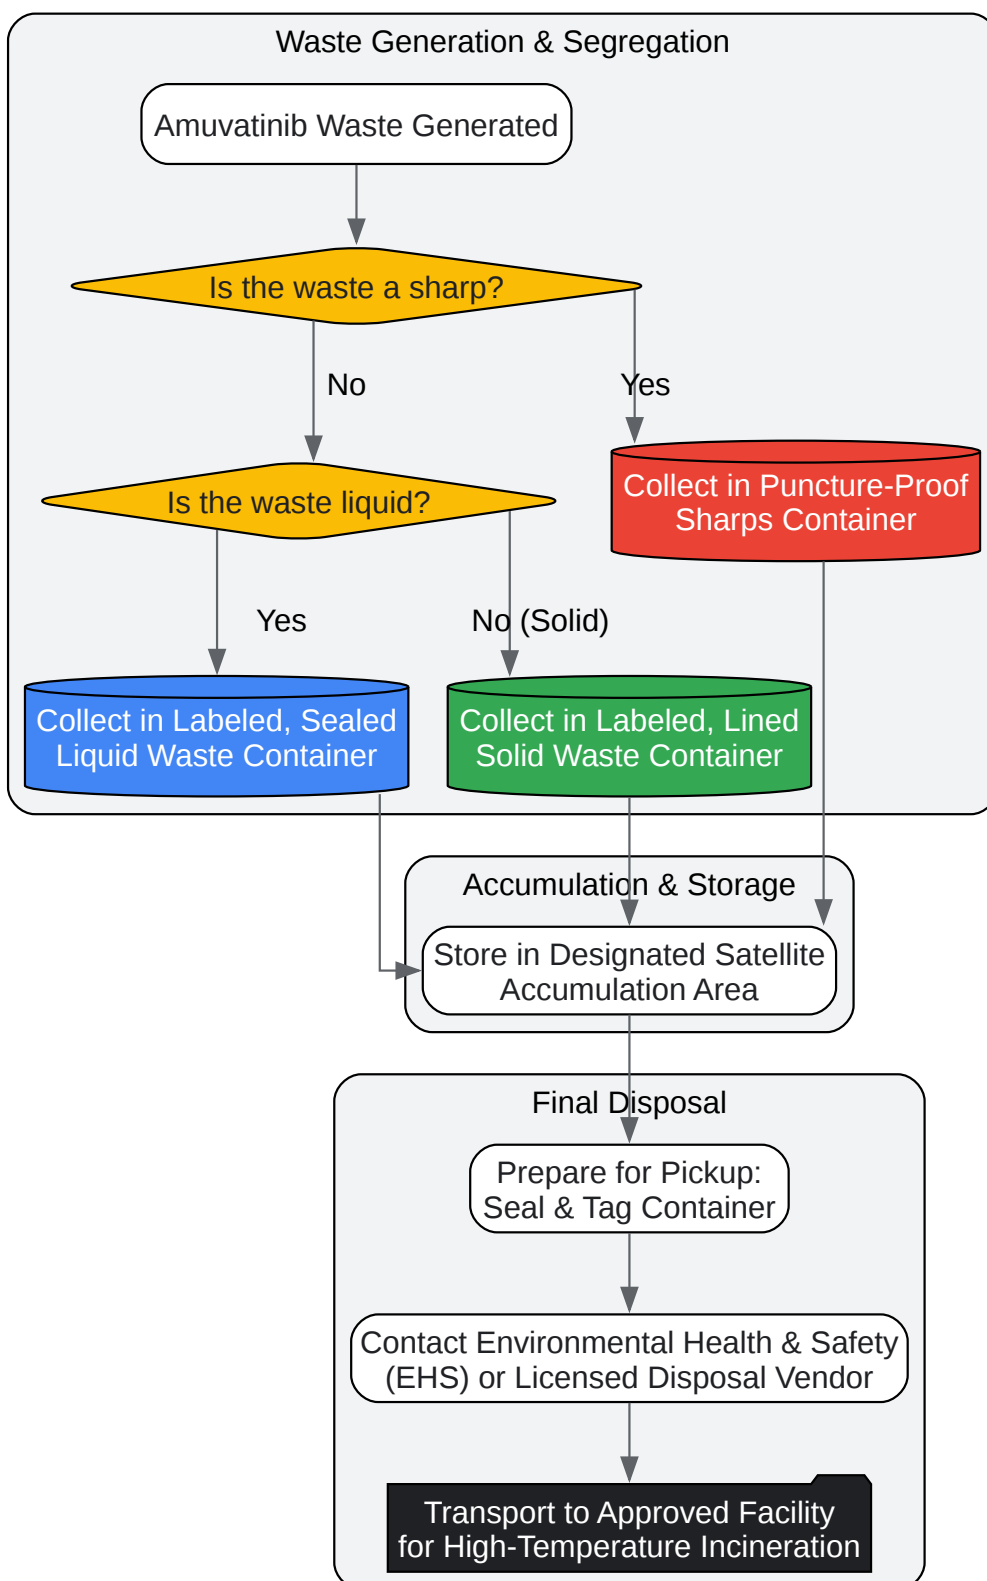 Waste Generation & Segregation
Amuvatinib Waste Generated
Is the waste a sharp?
No
Yes
Is the waste liquid?
Collect in Puncture-Proof
Sharps Container
Yes
No (Solid)
Collect in Labeled, Sealed
Liquid Waste Container
Collect in Labeled, Lined
Solid Waste Container
Accumulation & Storage
Store in Designated Satellite
Accumulation Area
Final Disposal
Prepare for Pickup:
Seal & Tag Container
Contact Environmental Health & Safety
(EHS) or Licensed Disposal Vendor
Transport to Approved Facility
for High-Temperature Incineration